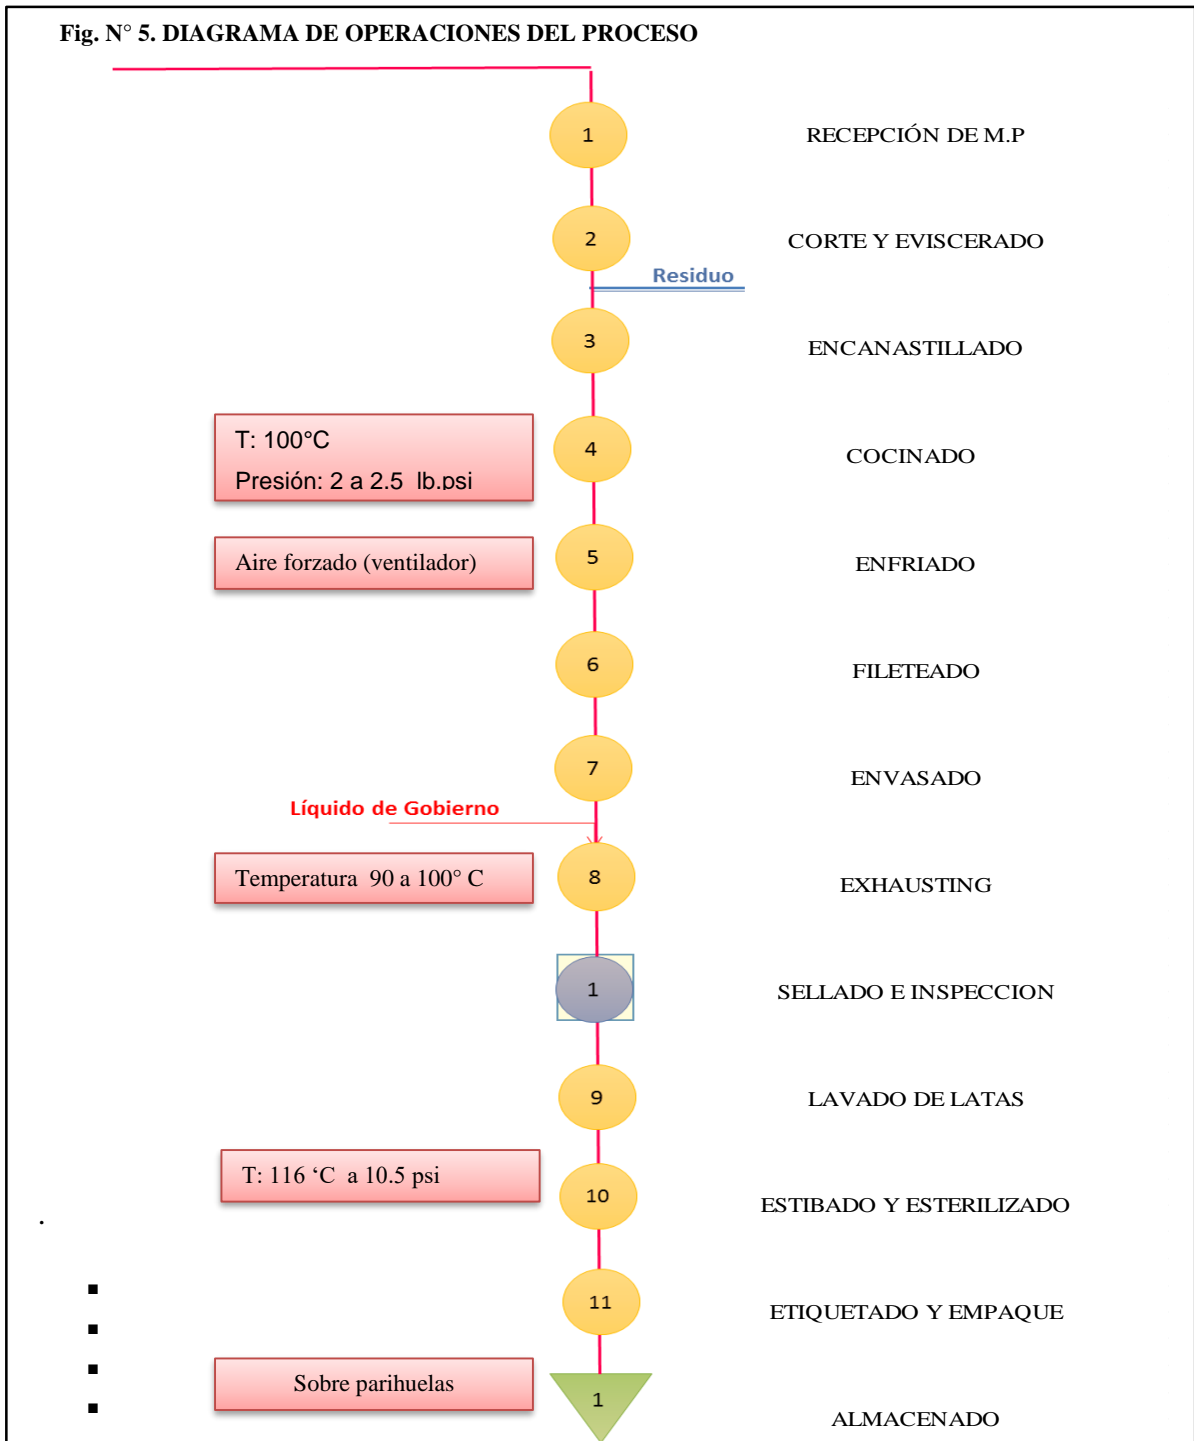 Fig. N° 5. DIAGRAMA DE OPERACIONES DEL PROCESO
1 RECEPCIÓN DE M.P
2 CORTE Y EVISCERADO
Residuo
3 ENCANASTILLADO
T: 100°C
Presión: 2 a 2.5 lb.psi
4 COCINADO
Aire forzado (ventilador)
5 ENFRIADO
6 FILETEADO
7 ENVASADO
Líquido de Gobierno
Temperatura 90 a 100° C
8 EXHAUSTING
1 SELLADO E INSPECCION
9 LAVADO DE LATAS
T: 116 ‘C a 10.5 psi
10 ESTIBADO Y ESTERILIZADO
.
11 ETIQUETADO Y EMPAQUE
Sobre parihuelas
1 ALMACENADO